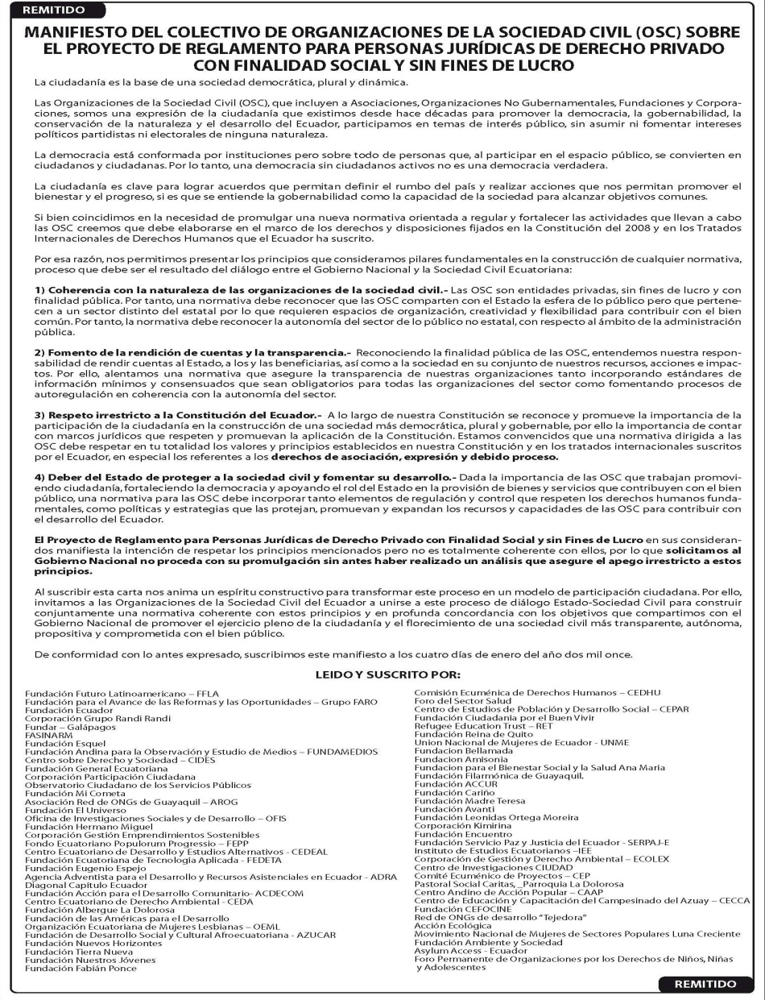 REMITIDO
MANIFIESTO DEL COLECTIVO DE ORGANIZACIONES DE LA SOCIEDAD CIVIL (OSC) SOBRE
EL PROYECTO DE REGLAMENTO PARA PERSONAS JURÍDICAS DE DERECHO PRIVADO
CON FINALIDAD SOCIAL Y SIN FINES DE LUCRO
La ciudadanía es la base de una sociedad democrática, plural y dinámica.
Las Organizaciones de la Sociedad Civil (OSC), que incluyen a Asociaciones, Organizaciones No Gubernamentales, Fundaciones y Corpora-
ciones, somos una expresión de la ciudadanía que existimos desde hace décadas para promover la democracia, la gobernabilidad, la
conservación de la naturaleza y el desarrollo del Ecuador, participamos en temas de interés público, sin asumir ni fomentar intereses
políticos partidistas ni electorales de ninguna naturaleza.
La democracia está conformada por instituciones pero sobre todo de personas que, al participar en el espacio público, se convierten en
ciudadanos y ciudadanas. Por lo tanto, una democracia sin ciudadanos activos no es una democracia verdadera.
La ciudadanía es clave para lograr acuerdos que permitan definir el rumbo del país y realizar acciones que nos permitan promover el
bienestar y el progreso, si es que se entiende la gobernabilidad como la capacidad de la sociedad para alcanzar objetivos comunes.
Si bien coincidimos en la necesidad de promulgar una nueva normativa orientada a regular y fortalecer las actividades que llevan a cabo
las OSC creemos que debe elaborarse en el marco de los derechos y disposiciones fijados en la Constitución del 2008 y en los Tratados
Internacionales de Derechos Humanos que el Ecuador ha suscrito.
Por esa razón, nos permitimos presentar los principios que consideramos pilares fundamentales en la construcción de cualquier normativa,
proceso que debe ser el resultado del diálogo entre el Gobierno Nacional y la Sociedad Civil Ecuatoriana:
1) Coherencia con la naturaleza de las organizaciones de la sociedad civil.- Las OSC son entidades privadas, sin fines de lucro y con
finalidad pública. Por tanto, una normativa debe reconocer que las OSC comparten con el Estado la esfera de lo público pero que pertene-
cen a un sector distinto del estatal por lo que requieren espacios de organización, creatividad y flexibilidad para contribuir con el bien
común. Por tanto, la normativa debe reconocer la autonomía del sector de lo público no estatal, con respecto al ámbito de la administración
pública.
2) Fomento de la rendición de cuentas y la transparencia.- Reconociendo la finalidad pública de las OSC, entendemos nuestra respon-
sabilidad de rendir cuentas al Estado, a los y las beneficiarias, así como a la sociedad en su conjunto de nuestros recursos, acciones e impac-
tos. Por ello, alentamos una normativa que asegure la transparencia de nuestras organizaciones tanto incorporando estándares de
información mínimos y consensuados que sean obligatorios para todas las organizaciones del sector como fomentando procesos de
autoregulación en coherencia con la autonomía del sector.
3) Respeto irrestricto a la Constitución del Ecuador.- A lo largo de nuestra Constitución se reconoce y promueve la importancia de la
participación de la ciudadanía en la construcción de una sociedad más democrática, plural y gobernable, por ello la importancia de contar
con marcos jurídicos que respeten y promuevan la aplicación de la Constitución. Estamos convencidos que una normativa dirigida a las
OSC debe respetar en tu totalidad los valores y principios establecidos en nuestra Constitución y en los tratados internacionales suscritos
por el Ecuador, en especial los referentes a los derechos de asociación, expresión y debido proceso.
4) Deber del Estado de proteger a la sociedad civil y fomentar su desarrollo.- Dada la importancia de las OSC que trabajan promovi-
endo ciudadanía, fortaleciendo la democracia y apoyando el rol del Estado en la provisión de bienes y servicios que contribuyen con el bien
público, una normativa para las OSC debe incorporar tanto elementos de regulación y control que respeten los derechos humanos funda-
mentales, como políticas y estrategias que las protejan, promuevan y expandan los recursos y capacidades de las OSC para contribuir con
el desarrollo del Ecuador.
El Proyecto de Reglamento para Personas Jurídicas de Derecho Privado con Finalidad Social y sin Fines de Lucro en sus consideran-
dos manifiesta la intención de respetar los principios mencionados pero no es totalmente coherente con ellos, por lo que solicitamos al
Gobierno Nacional no proceda con su promulgación sin antes haber realizado un análisis que asegure el apego irrestricto a estos
principios.
Al suscribir esta carta nos anima un espíritu constructivo para transformar este proceso en un modelo de participación ciudadana. Por ello,
invitamos a las Organizaciones de la Sociedad Civil del Ecuador a unirse a este proceso de diálogo Estado-Sociedad Civil para construir
conjuntamente una normativa coherente con estos principios y en profunda concordancia con los objetivos que compartimos con el
Gobierno Nacional de promover el ejercicio pleno de la ciudadanía y el florecimiento de una sociedad civil más transparente, autónoma,
propositiva y comprometida con el bien público.
De conformidad con lo antes expresado, suscribimos este manifiesto a los cuatro días de enero del año dos mil once.
LEIDO Y SUSCRITO POR:
Fundación Futuro Latinoamericano – FFLA
Fundación para el Avance de las Reformas y las Oportunidades – Grupo FARO
Fundación Ecuador
Corporación Grupo Randi Randi
Fundar – Galápagos
FASINARM
Fundación Esquel
Fundación Andina para la Observación y Estudio de Medios – FUNDAMEDIOS
Centro sobre Derecho y Sociedad – CIDES
Fundación General Ecuatoriana
Corporación Participación Ciudadana
Observatorio Ciudadano de los Servicios Públicos
Fundación Mi Cometa
Asociación Red de ONGs de Guayaquil – AROG
Fundación El Universo
Oficina de Investigaciones Sociales y de Desarrollo – OFIS
Fundación Hermano Miguel
Corporación Gestión Emprendimientos Sostenibles
Fondo Ecuatoriano Populorum Progressio – FEPP
Centro Ecuatoriano de Desarrollo y Estudios Alternativos - CEDEAL
Fundación Ecuatoriana de Tecnología Aplicada - FEDETA
Fundación Eugenio Espejo
Agencia Adventista para el Desarrollo y Recursos Asistenciales en Ecuador - ADRA
Diagonal Capitulo Ecuador
Fundación Acción para el Desarrollo Comunitario- ACDECOM
Centro Ecuatoriano de Derecho Ambiental - CEDA
Fundación Albergue La Dolorosa
Fundación de las Américas para el Desarrollo
Organización Ecuatoriana de Mujeres Lesbianas – OEML
Fundación de Desarrollo Social y Cultural Afroecuatoriana - AZUCAR
Fundación Nuevos Horizontes
Fundación Tierra Nueva
Fundación Nuestros Jóvenes
Fundación Fabián Ponce
Comisión Ecuménica de Derechos Humanos – CEDHU
Foro del Sector Salud
Centro de Estudios de Población y Desarrollo Social – CEPAR
Fundación Ciudadania por el Buen Vivir
Refugee Education Trust – RET
Fundación Reina de Quito
Union Nacional de Mujeres de Ecuador - UNME
Fundacion Bellamada
Fundacion Amisonia
Fundacion para el Bienestar Social y la Salud Ana María
Fundación Filarmónica de Guayaquil.
Fundación ACCUR
Fundación Cariño
Fundación Madre Teresa
Fundación Avanti
Fundación Leonidas Ortega Moreira
Corporación Kimirina
Fundación Encuentro
Fundación Servicio Paz y Justicia del Ecuador - SERPAJ-E
Instituto de Estudios Ecuatorianos –IEE
Corporación de Gestión y Derecho Ambiental – ECOLEX
Centro de Investigaciones CIUDAD
Comité Ecuménico de Proyectos – CEP
Pastoral Social Caritas, _Parroquia La Dolorosa
Centro Andino de Acción Popular – CAAP
Centro de Educación y Capacitación del Campesinado del Azuay – CECCA
Fundación CEFOCINE
Red de ONGs de desarrollo "Tejedora"
Acción Ecológica
Movimiento Nacional de Mujeres de Sectores Populares Luna Creciente
Fundación Ambiente y Sociedad
Asylum Access - Ecuador
Foro Permanente de Organizaciones por los Derechos de Niños, Niñas
y Adolescentes
REMITIDO